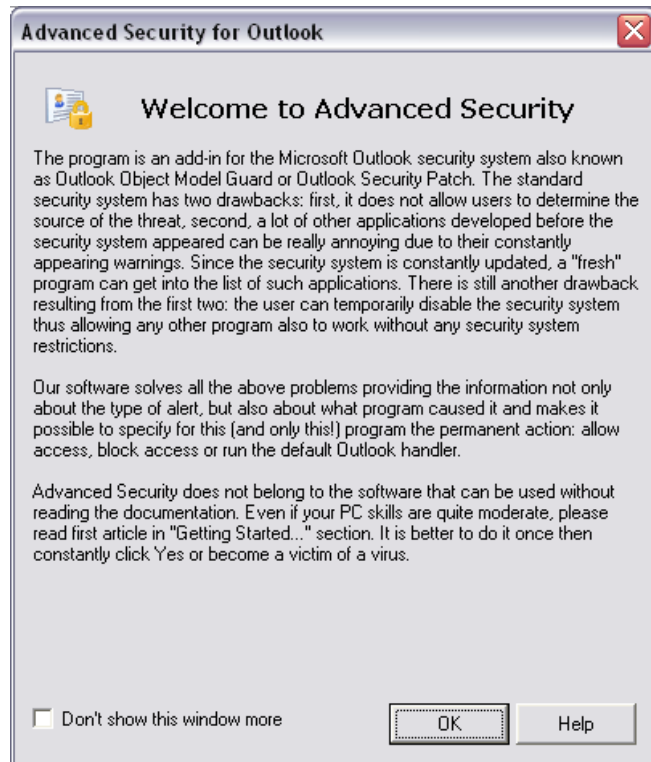 Advanced Security for Outlook
Welcome to Advanced Security
The program is an add-in for the Microsoft Outlook security system also known
as Outlook Object Model Guard or Outlook Security Patch. The standard
security system has two drawbacks: first, it does not allow users to determine the
source of the threat, second, a lot of other applications developed before the
security system appeared can be really annoying due to their constantly
appearing warnings. Since the security system is constantly updated, a "fresh"
program can get into the list of such applications. There is still another drawback
resulting from the first two: the user can temporarily disable the security system
thus allowing any other program also to work without any security system
restrictions.
Our software solves all the above problems providing the information not only
about the type of alert, but also about what program caused it and makes it
possible to specify for this (and only this!) program the permanent action: allow
access, block access or run the default Outlook handler.
Advanced Security does not belong to the software that can be used without
reading the documentation. Even if your PC skills are quite moderate, please
read first article in "Getting Started..." section. It is better to do it once then
constantly click Yes or become a victim of a virus.
Don't show this window more
OK
Help